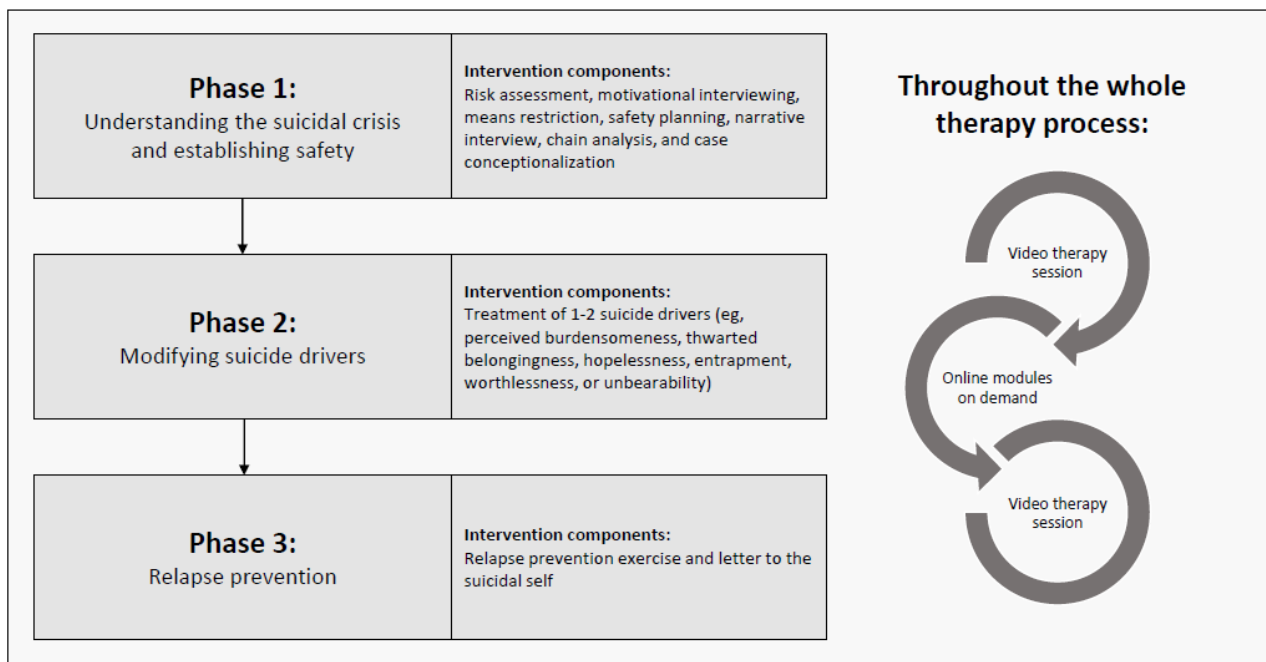 Phase 1:
Understanding the suicidal crisis
and establishing safety
Intervention components:
Risk assessment, motivational interviewing,
means restriction, safety planning, narrative
interview, chain analysis, and case
conceptionalization
Phase 2:
Modifying suicide drivers
Intervention components:
Treatment of 1-2 suicide drivers (eg,
perceived burdensomeness, thwarted
belongingness, hopelessness, entrapment,
worthlessness, or unbearability)
Phase 3:
Relapse prevention
Intervention components:
Relapse prevention exercise and letter to the
suicidal self
Throughout the whole
therapy process:
Video therapy
session
Online modules
on demand
Video therapy
session